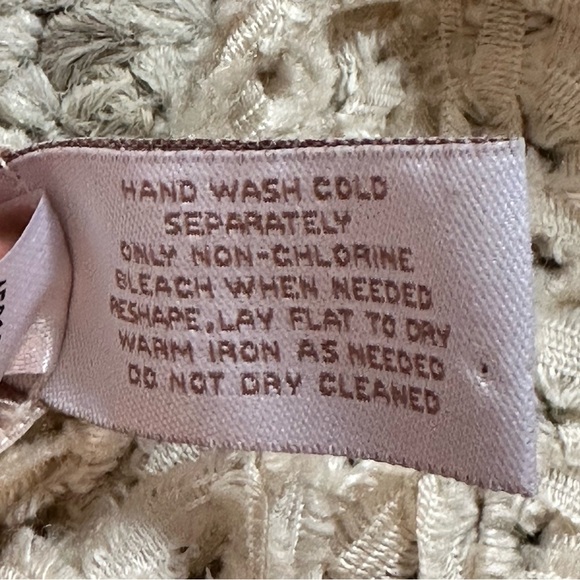 HAND WASH COLD
SEPARATELY
ONLY NON-CHLORINE
BLEACH WHEN NEEDED
RESHAPE, LAY FLAT TO DRY
WARM IRON AS NEEDED
DO NOT DRY CLEANED